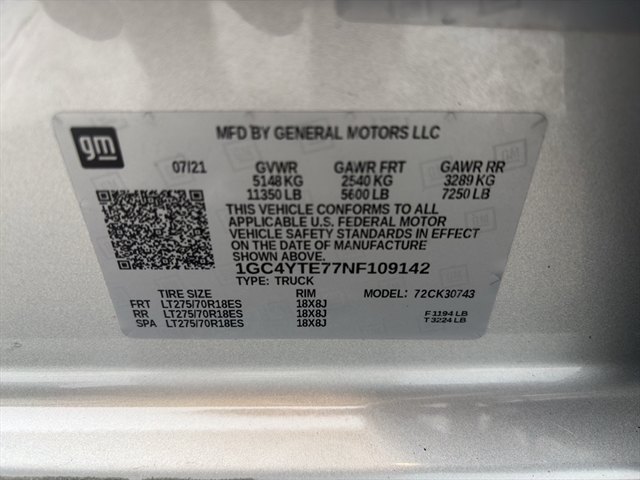 gm
MFD BY GENERAL MOTORS LLC
07/21 GVWR GAWR FRT GAWR RR
5148 KG 2540 KG 3289 KG
11350 LB 5600 LB 7250 LB
THIS VEHICLE CONFORMS TO ALL
APPLICABLE U.S. FEDERAL MOTOR
VEHICLE SAFETY STANDARDS IN EFFECT
ON THE DATE OF MANUFACTURE
SHOWN ABOVE.
1GC4YTE77NF109142
TYPE: TRUCK
TIRE SIZE RIM MODEL: 72CK30743
FRT LT275/70R18ES 18X8J
RR LT275/70R18ES 18X8J F 1194 LB
SPA LT275/70R18ES 18X8J T 3224 LB